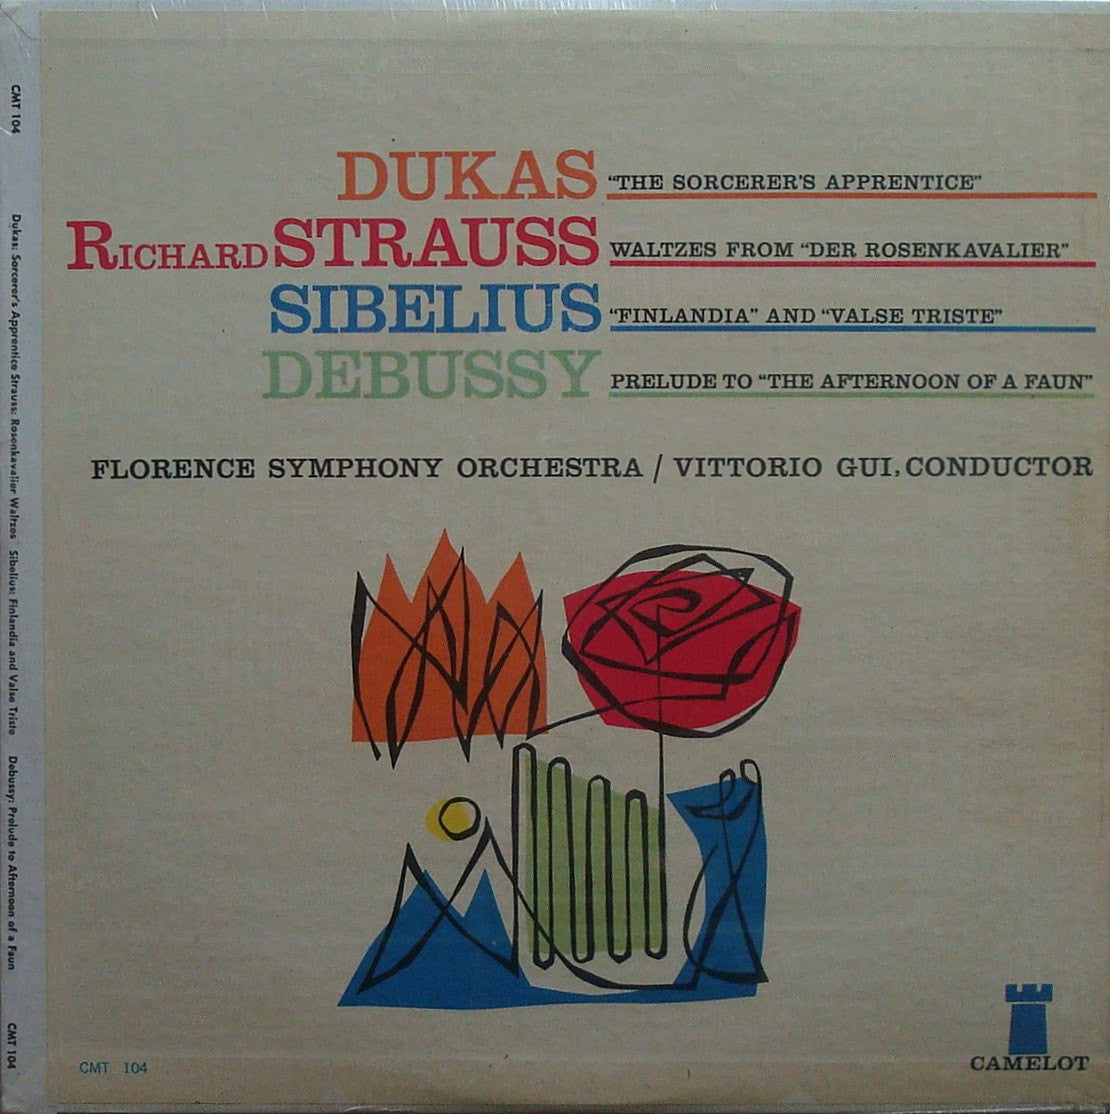 DUKAS "THE SORCERER'S APPRENTICE"
RICHARD STRAUSS WALTZES FROM "DER ROSENKAVALIER"
SIBELIUS "FINLANDIA" AND "VALSE TRISTE"
DEBUSSY PRELUDE TO "THE AFTERNOON OF A FAUN"
FLORENCE SYMPHONY ORCHESTRA / VITTORIO GUI, CONDUCTOR
CMT 104
CAMELOT
CMT 104 Dukas: Sorcerer's Apprentice Strauss: Rosenkavalier Waltzes Sibelius: Finlandia and Valse Triste Debussy: Prelude to Afternoon of a Faun CMT 104